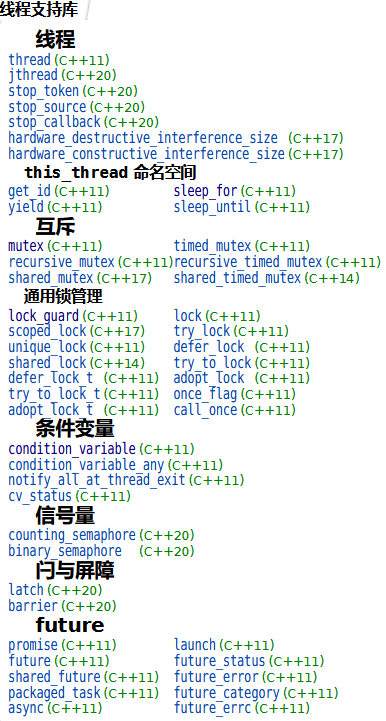 线程支持库
线程
thread (C++11)
jthread (C++20)
stop_token (C++20)
stop_source (C++20)
stop_callback (C++20)
hardware_destructive_interference_size (C++17)
hardware_constructive_interference_size (C++17)
this_thread 命名空间
get_id (C++11) sleep_for (C++11)
yield (C++11) sleep_until (C++11)
互斥
mutex (C++11) timed_mutex (C++11)
recursive_mutex (C++11) recursive_timed_mutex (C++11)
shared_mutex (C++17) shared_timed_mutex (C++14)
通用锁管理
lock_guard (C++11) lock (C++11)
scoped_lock (C++17) try_lock (C++11)
unique_lock (C++11) defer_lock (C++11)
shared_lock (C++14) try_to_lock (C++11)
defer_lock_t (C++11) adopt_lock (C++11)
try_to_lock_t (C++11) once_flag (C++11)
adopt_lock_t (C++11) call_once (C++11)
条件变量
condition_variable (C++11)
condition_variable_any (C++11)
notify_all_at_thread_exit (C++11)
cv_status (C++11)
信号量
counting_semaphore (C++20)
binary_semaphore (C++20)
闩与屏障
latch (C++20)
barrier (C++20)
future
promise (C++11) launch (C++11)
future (C++11) future_status (C++11)
shared_future (C++11) future_error (C++11)
packaged_task (C++11) future_category (C++11)
async (C++11) future_errc (C++11)